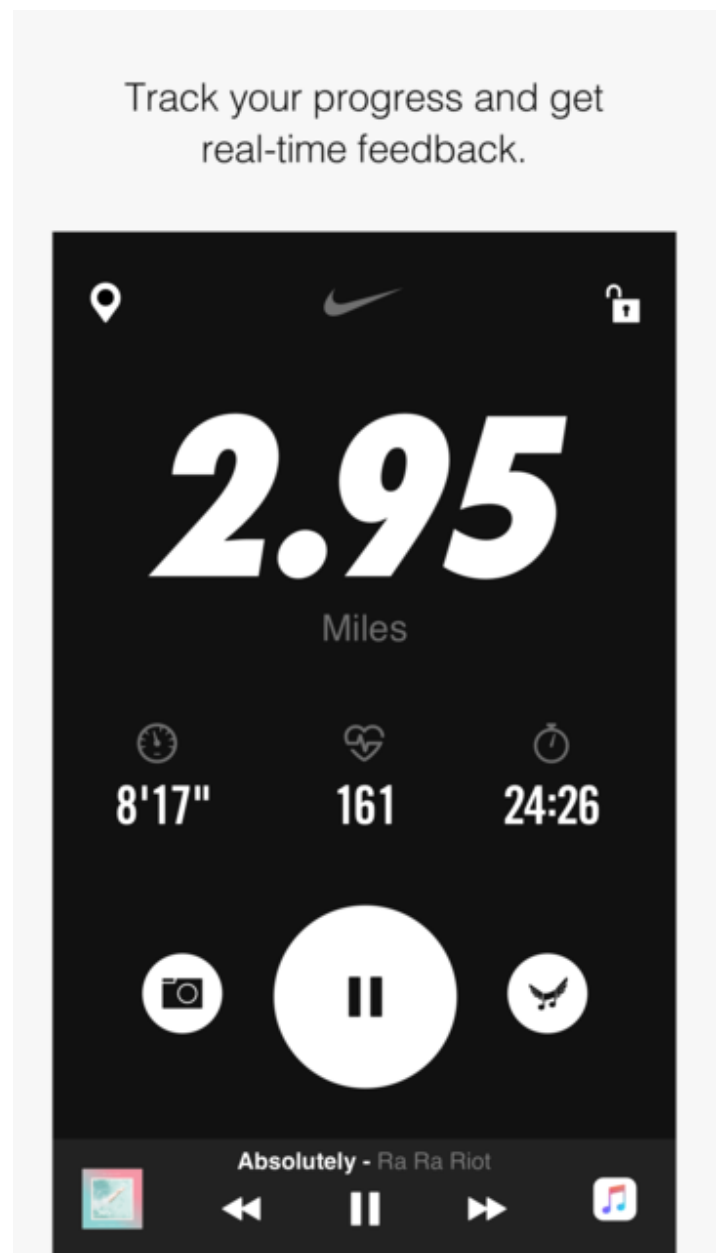 Track your progress and get
real-time feedback.
2.95
Miles
8'17" 161 24:26
Absolutely - Ra Ra Riot